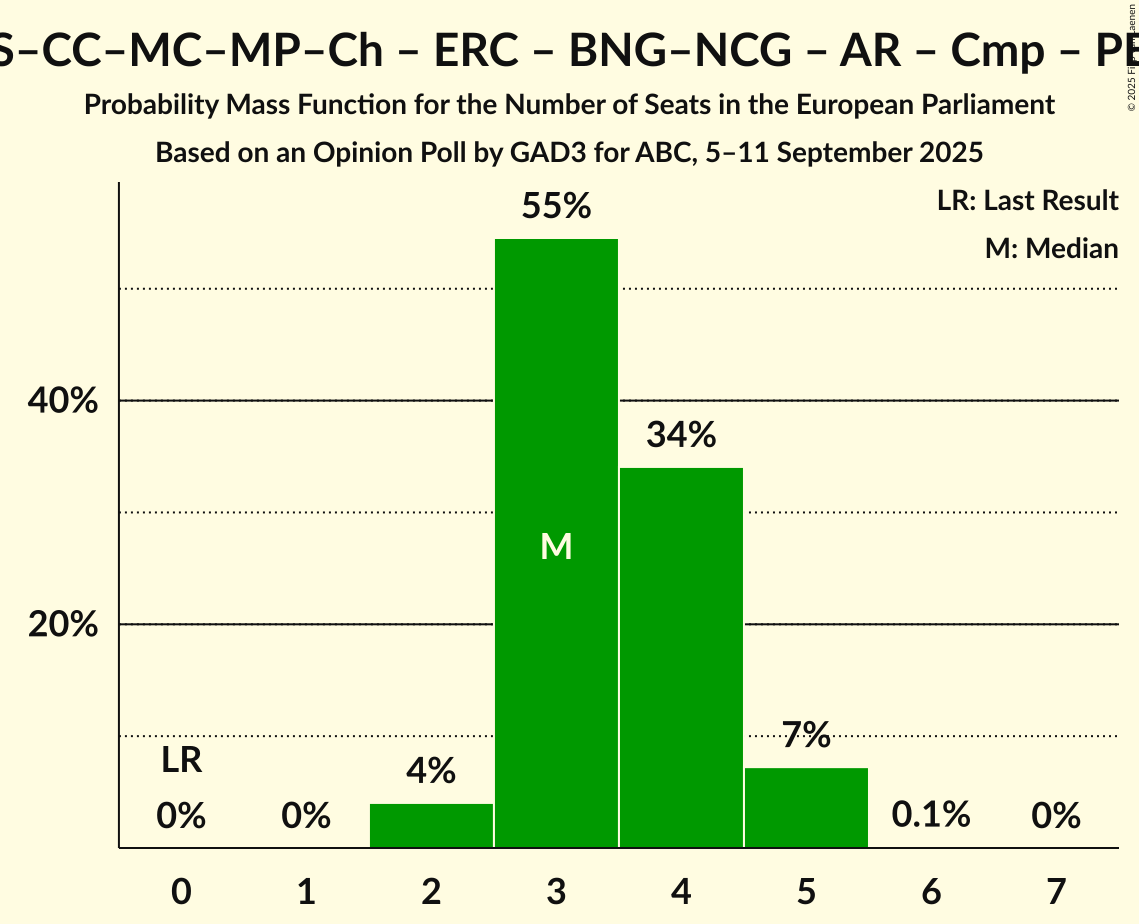 S–CC–MC–MP–Ch – ERC – BNG–NCG – AR – Cmp –
Probability Mass Function for the Number of Seats in the European Parliament
Based on an Opinion Poll by GAD3 for ABC, 5–11 September 2025
LR: Last Result
M: Median
55%
40%
34%
M
20%
7%
LR
4%
0%
0%
0.1%
0%
0 1 2 3 4 5 6 7
© 2025